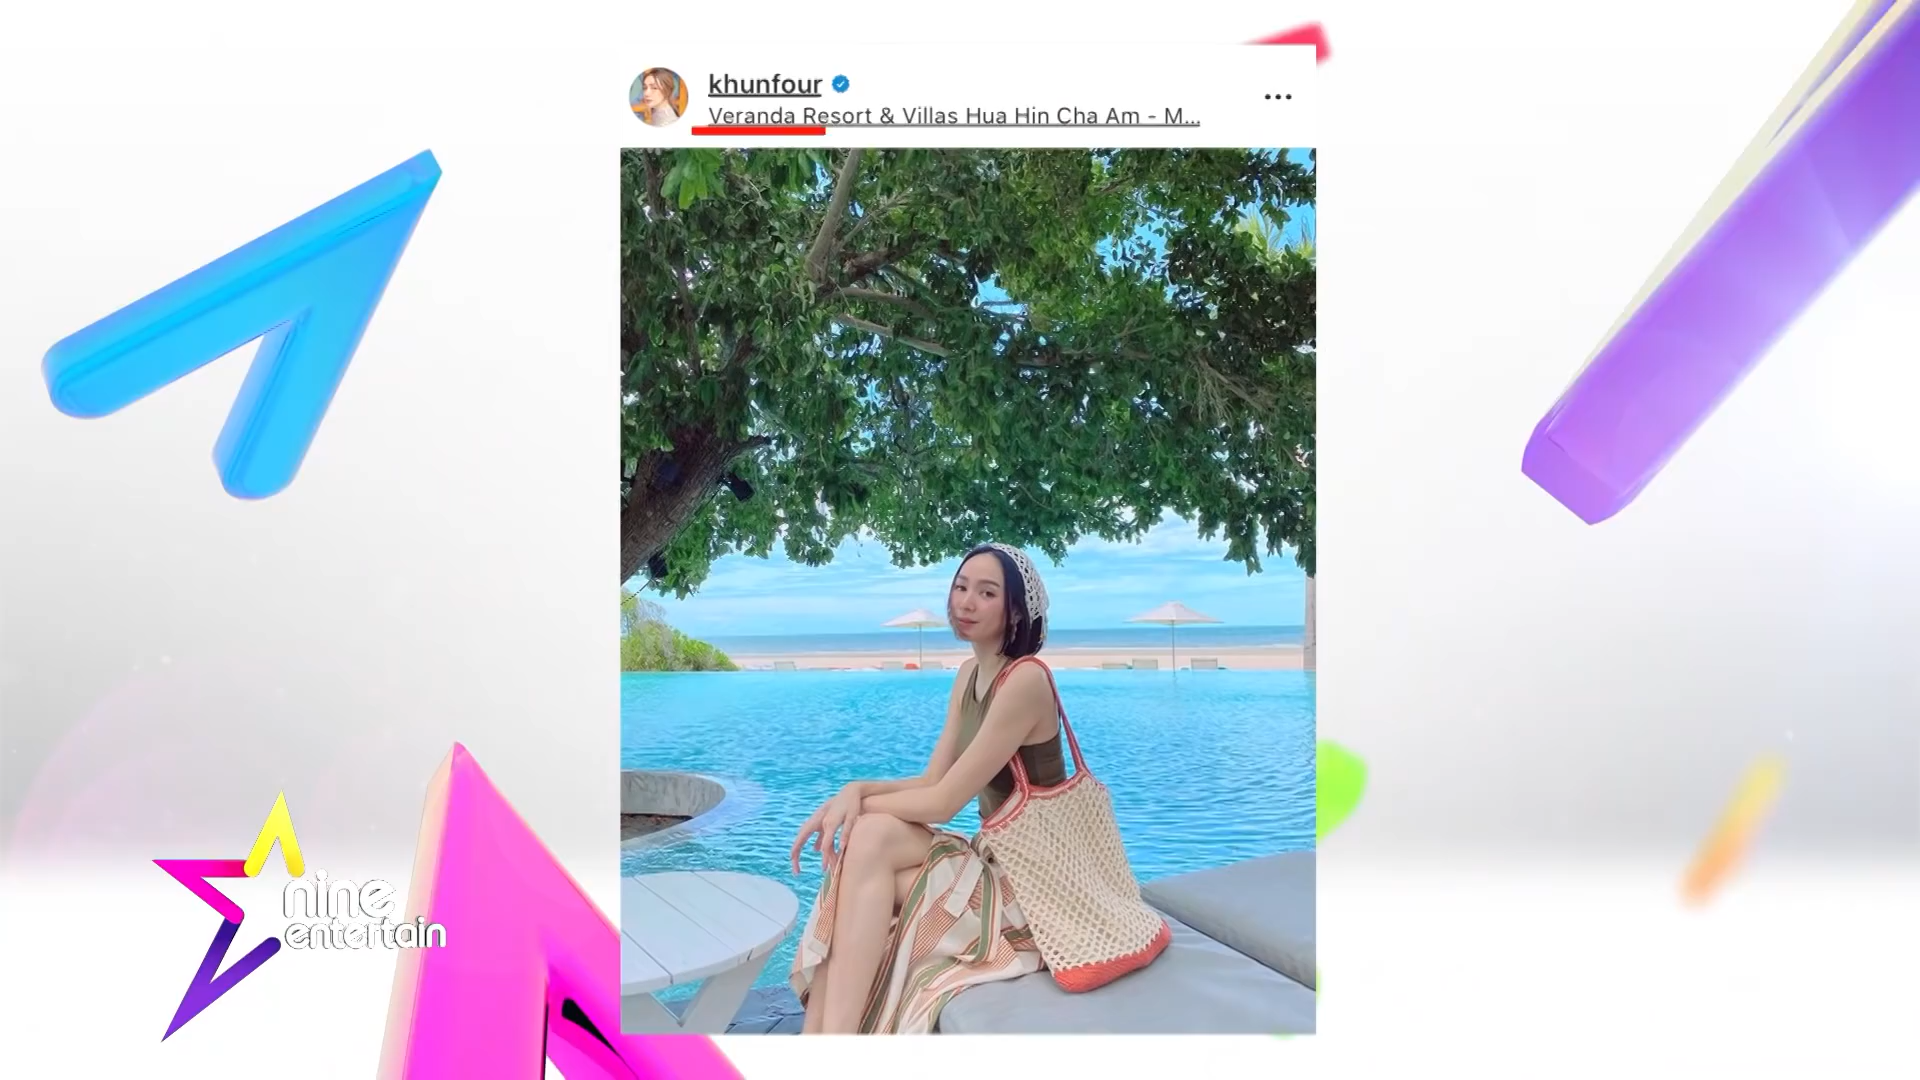 khunfour
Veranda Resort & Villas Hua Hin Cha Am - M...
nine
entertain